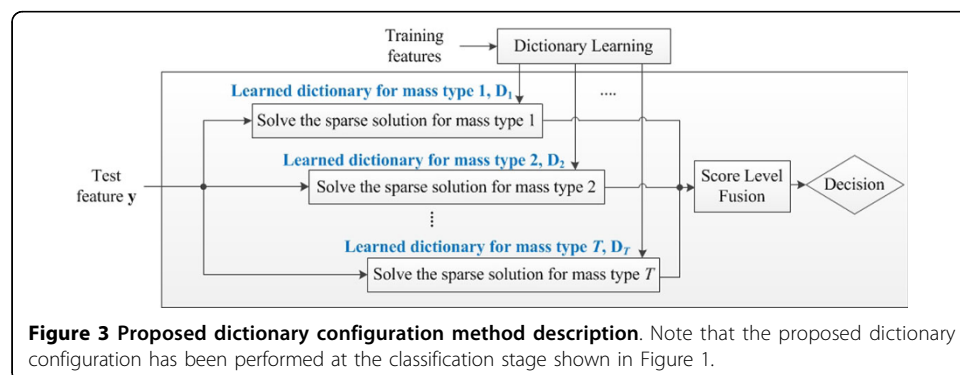 Training
features
Dictionary Learning
Learned dictionary for mass type 1, D1
....
Solve the sparse solution for mass type 1
Learned dictionary for mass type 2, D2
Test
feature y
Solve the sparse solution for mass type 2
Score Level
Fusion
Decision
Learned dictionary for mass type T, DT
Solve the sparse solution for mass type T
Figure 3 Proposed dictionary configuration method description. Note that the proposed dictionary
configuration has been performed at the classification stage shown in Figure 1.